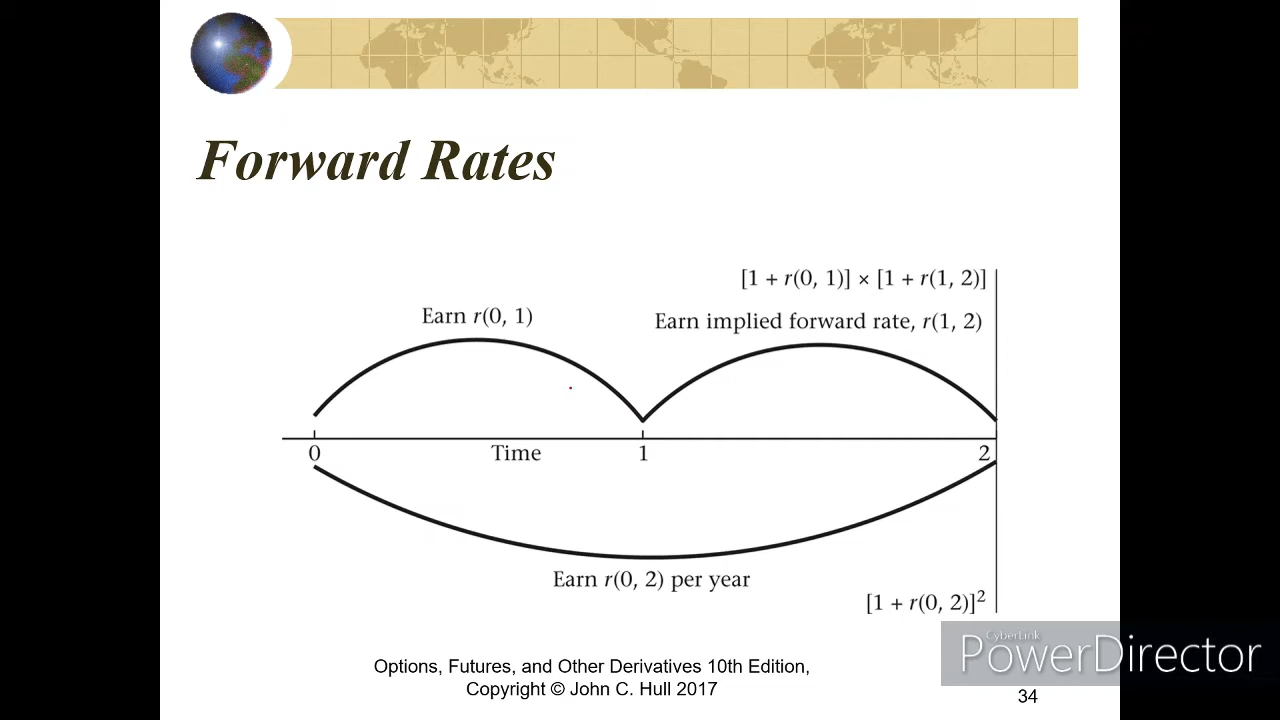 Forward Rates
[1 + r(0, 1)] × [1 + r(1, 2)]
Earn r(0, 1)
Earn implied forward rate, r(1, 2)
0
Time
1
2
Earn r(0, 2) per year
[1 + r(0, 2)]²
Options, Futures, and Other Derivatives 10th Edition,
Copyright © John C. Hull 2017
CyberLink
PowerDirector
34